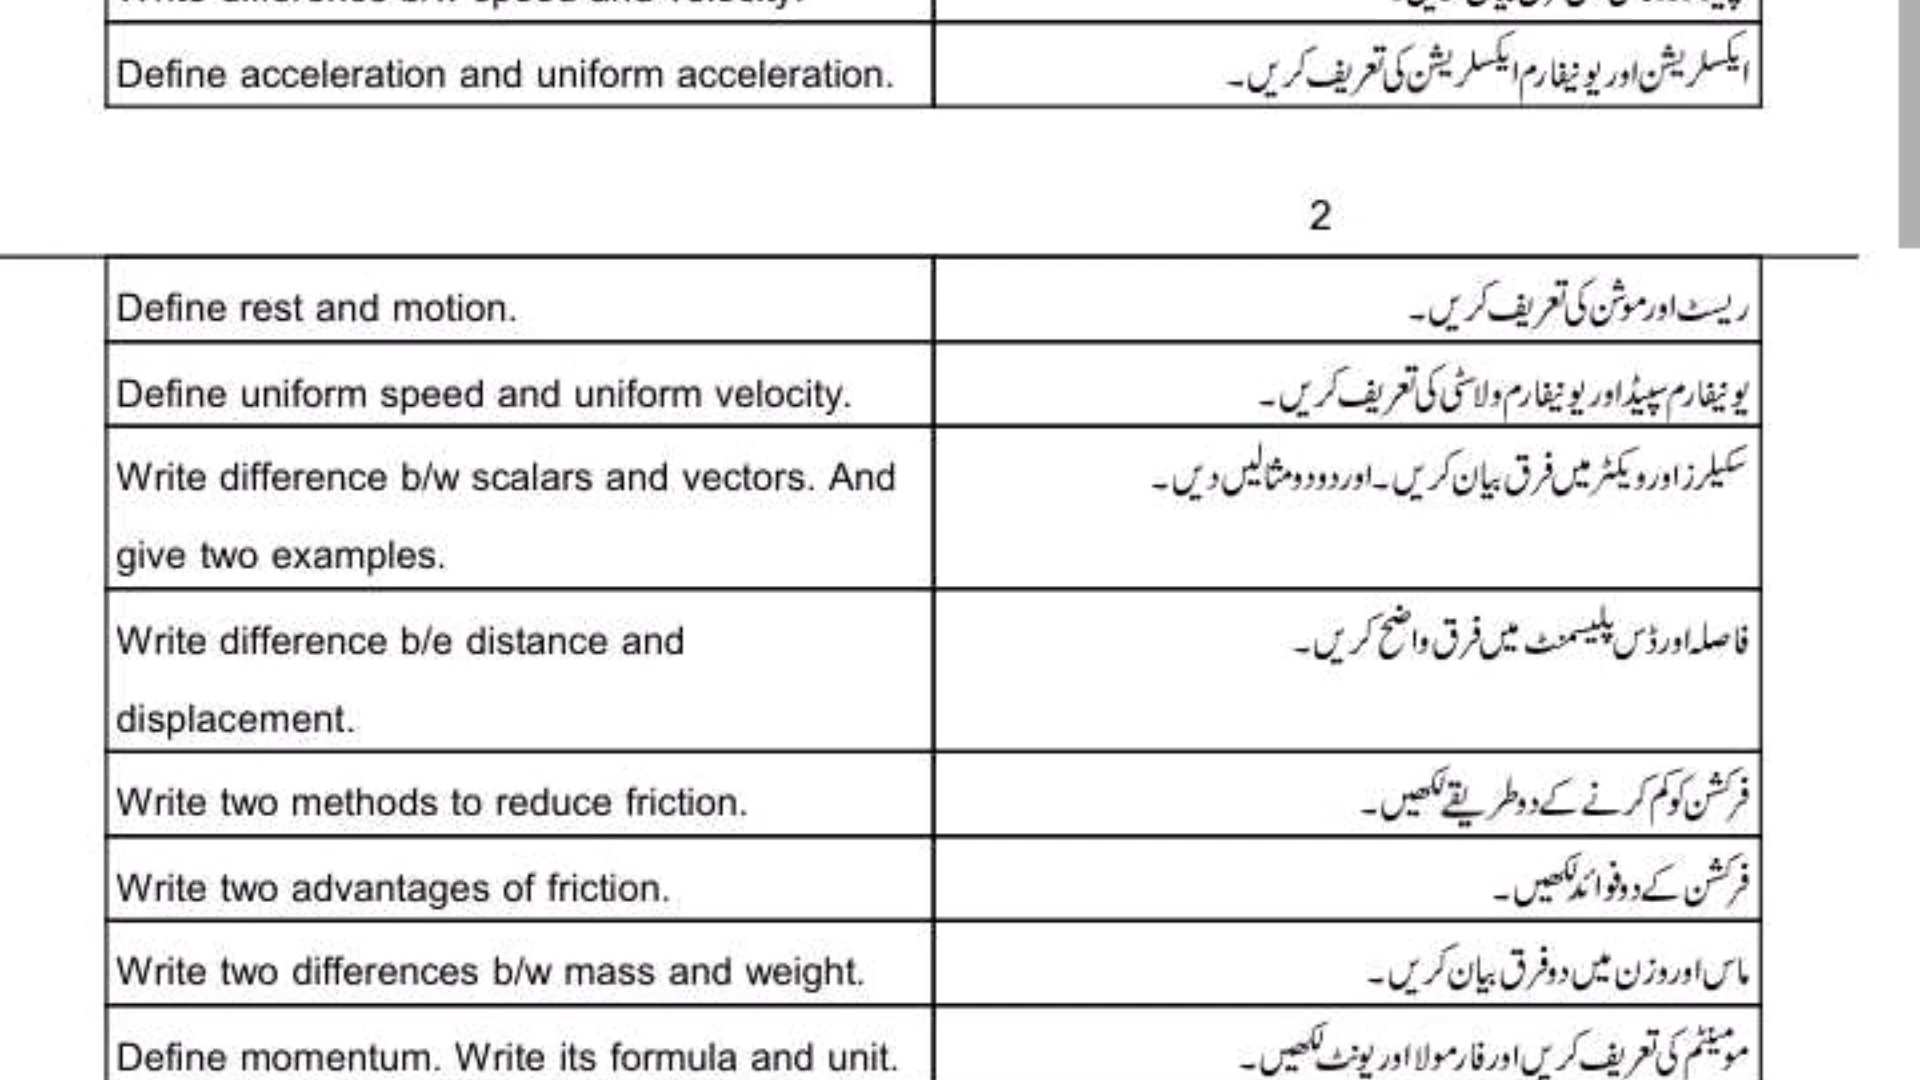 Write difference b/w speed and velocity.
Define acceleration and uniform acceleration.
ایکسلریشن اور یونیفارم ایکسلریشن کی تعریف کریں۔
2
Define rest and motion.
ریسٹ اور موشن کی تعریف کریں۔
Define uniform speed and uniform velocity.
یونیفارم سپیڈ اور یونیفارم ولاسٹی کی تعریف کریں۔
Write difference b/w scalars and vectors. And
give two examples.
سکیلرز اور ویکٹر میں فرق بیان کریں۔ اور دو دو مثالیں دیں۔
Write difference b/e distance and
displacement.
فاصلہ اور ڈس پلیسمنٹ میں فرق واضح کریں۔
Write two methods to reduce friction.
فرکشن کو کم کرنے کے دو طریقے لکھیں۔
Write two advantages of friction.
فرکشن کے دو فوائد لکھیں۔
Write two differences b/w mass and weight.
ماس اور وزن میں دو فرق بیان کریں۔
Define momentum. Write its formula and unit.
مومینٹم کی تعریف کریں اور فارمولا اور یونٹ لکھیں۔